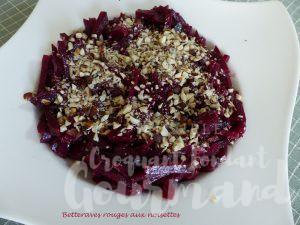 Croquant Fondant
Gourmand
Betteraves rouges aux noisettes